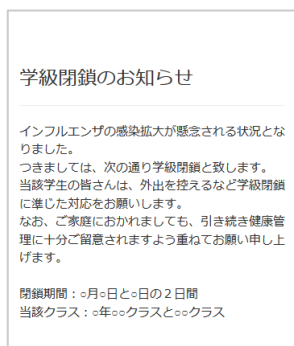 学級閉鎖のお知らせ
インフルエンザの感染拡大が懸念される状況とな
りました。
つきましては、次の通り学級閉鎖と致します。
当該学生の皆さんは、外出を控えるなど学級閉鎖
に準じた対応をお願いします。
なお、ご家庭におかれましても、引き続き健康管
理に十分ご留意されますよう重ねてお願い申し上
げます。
閉鎖期間：○月○日と○日の２日間
当該クラス：○年○○クラスと○○クラス